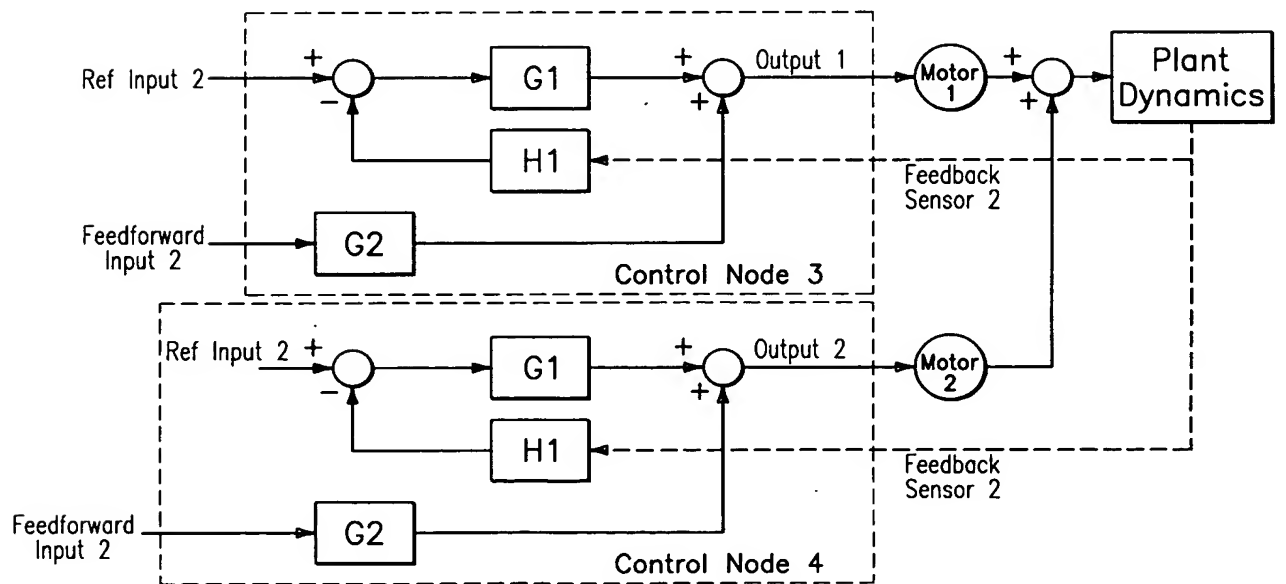 Ref Input 2
+
−
G1
+
+
Output 1
Motor
1
+
+
Plant
Dynamics
H1
Feedback
Sensor 2
Feedforward
Input 2
G2
Control Node 3
Ref Input 2
+
−
G1
+
+
Output 2
Motor
2
H1
Feedback
Sensor 2
Feedforward
Input 2
G2
Control Node 4